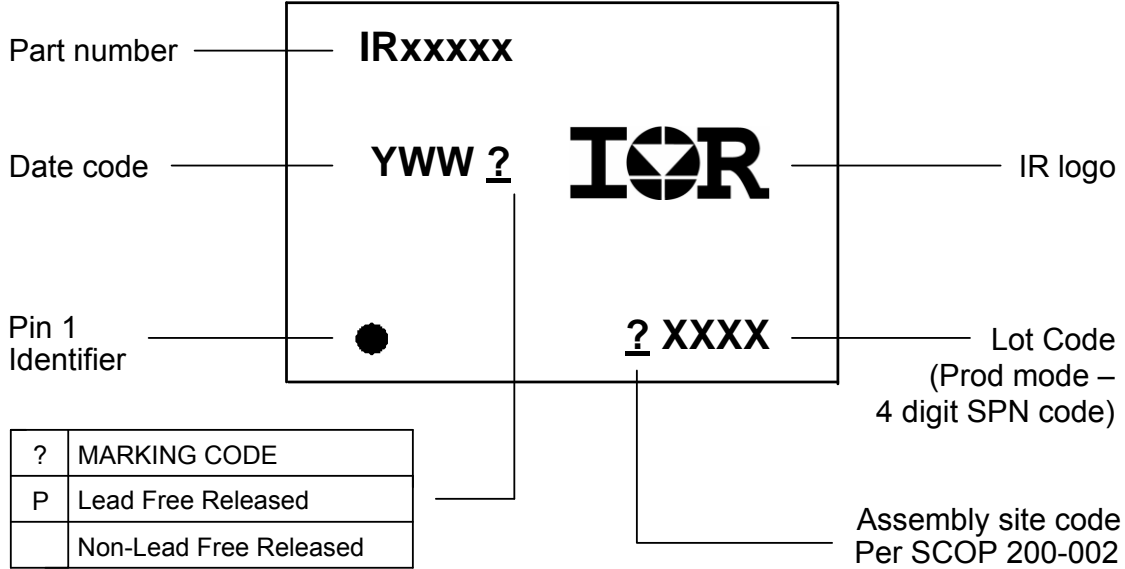 Part number
IRxxxxx
Date code
YWW ?
IOR
IR logo
Pin 1
Identifier
? XXXX
Lot Code
(Prod mode –
4 digit SPN code)
? MARKING CODE
P Lead Free Released
Non-Lead Free Released
Assembly site code
Per SCOP 200-002